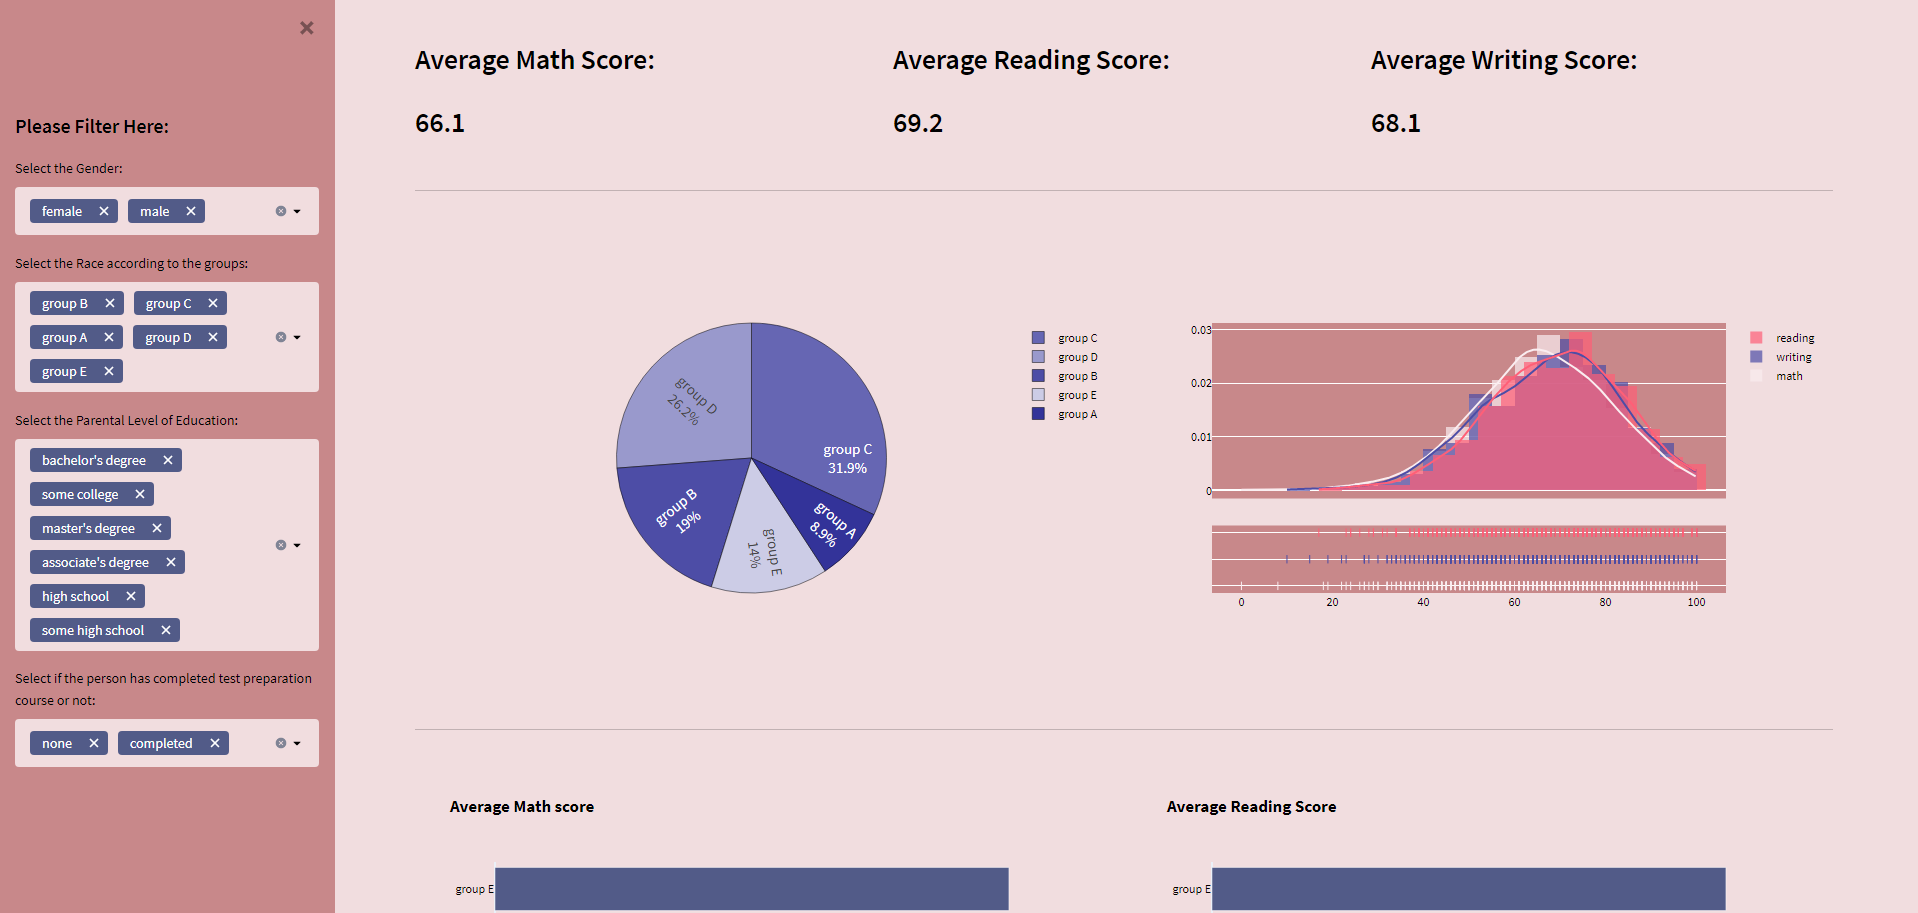 Please Filter Here:
Select the Gender:
female
male
Select the Race according to the groups:
group B
group C
group A
group D
group E
Select the Parental Level of Education:
bachelor's degree
some college
master's degree
associate's degree
high school
some high school
Select if the person has completed test preparation
course or not:
none
completed
Average Math Score:
66.1
Average Reading Score:
69.2
Average Writing Score:
68.1
group C
31.9%
group D
26.2%
group B
19%
group E
14%
group A
8.9%
group C
group D
group B
group E
group A
0.03
0.02
0.01
0
0
20
40
60
80
100
reading
writing
math
Average Math score
group E
Average Reading Score
group E